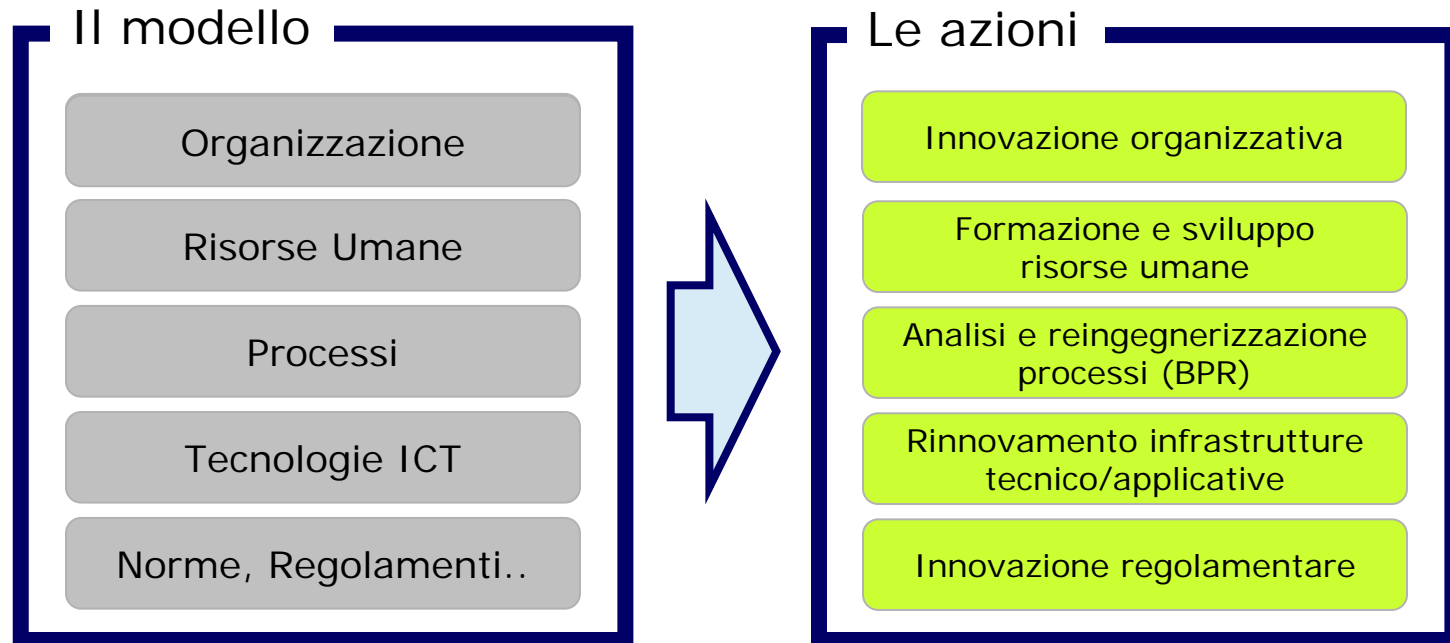 Il modello
Organizzazione
Risorse Umane
Processi
Tecnologie ICT
Norme, Regolamenti..
Le azioni
Innovazione organizzativa
Formazione e sviluppo
risorse umane
Analisi e reingegnerizzazione
processi (BPR)
Rinnovamento infrastrutture
tecnico/applicative
Innovazione regolamentare